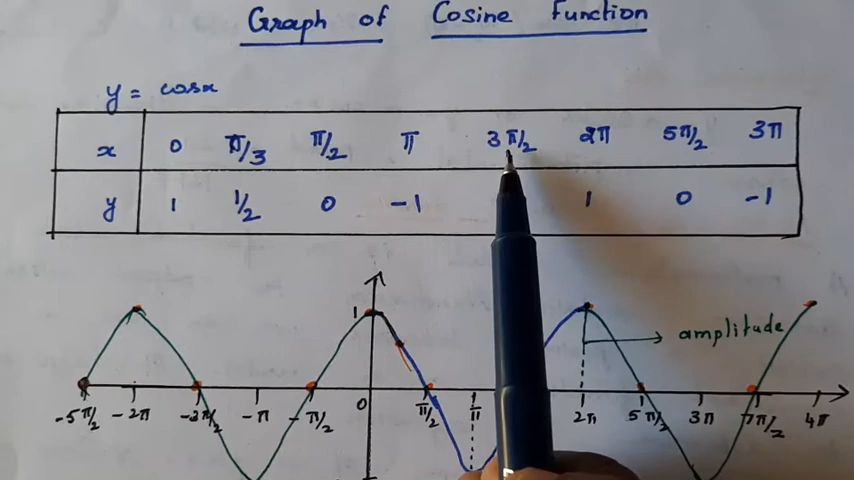 Graph of Cosine Function
y = cosx
x 0 π/3 π/2 π 3π/2 2π 5π/2 3π
y 1 1/2 0 -1 1 0 -1
1
amplitude
0
-5π/2 -2π -3π/2 -π -π/2 π/2 π 2π 5π/2 3π 7π/2 4π